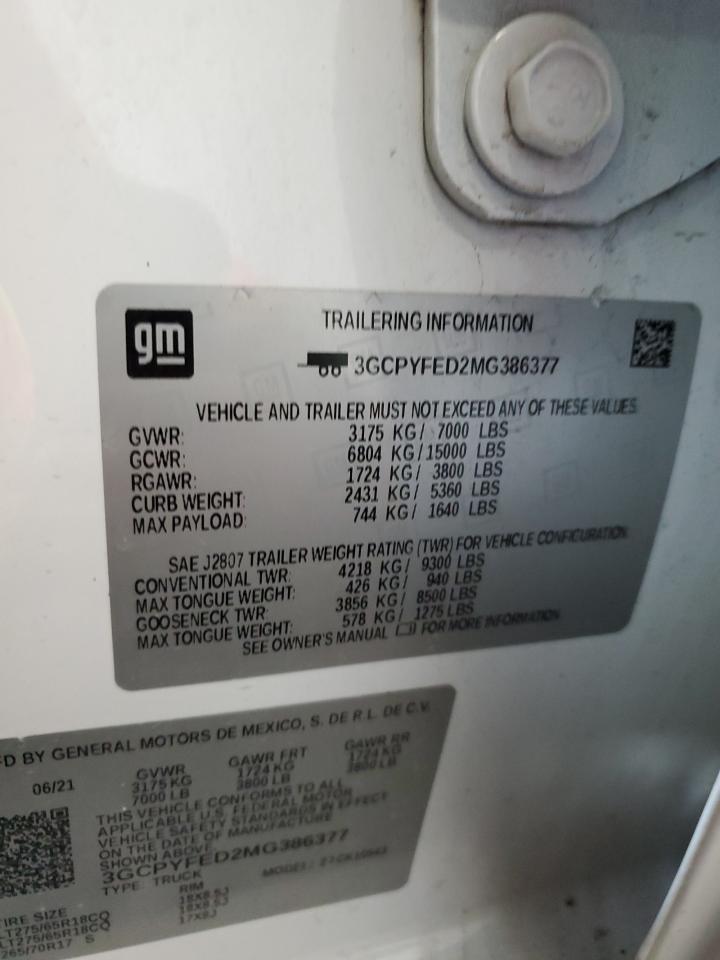 gm
TRAILERING INFORMATION
3GCPYFED2MG386377
VEHICLE AND TRAILER MUST NOT EXCEED ANY OF THESE VALUES
GVWR: 3175 KG/ 7000 LBS
GCWR: 6804 KG/15000 LBS
RGAWR: 1724 KG/ 3800 LBS
CURB WEIGHT: 2431 KG/ 5360 LBS
MAX PAYLOAD: 744 KG/ 1640 LBS
SAE J2807 TRAILER WEIGHT RATING (TWR) FOR VEHICLE CONFIGURATION
CONVENTIONAL TWR: 4218 KG/ 9300 LBS
MAX TONGUE WEIGHT: 426 KG/ 940 LBS
GOOSENECK TWR: 3856 KG/ 8500 LBS
MAX TONGUE WEIGHT: 578 KG/ 1275 LBS
SEE OWNER'S MANUAL FOR MORE INFORMATION
FD BY GENERAL MOTORS DE MEXICO, S. DE R.L. DE C.V.
06/21 GVWR GAWR FRT GAWR RR
3175 KG 1724 KG 1724 KG
7000 LB 3800 LB 3800 LB
THIS VEHICLE CONFORMS TO ALL
APPLICABLE U.S. FEDERAL MOTOR
VEHICLE SAFETY STANDARDS IN EFFECT
ON THE DATE OF MANUFACTURE
SHOWN ABOVE.
3GCPYFED2MG386377
TYPE: TRUCK MODEL:
TIRE SIZE RIM
LT275/65R18CQ 18X8.5J
LT275/65R18CQ 18X8.5J
265/70R17 S 17X8J